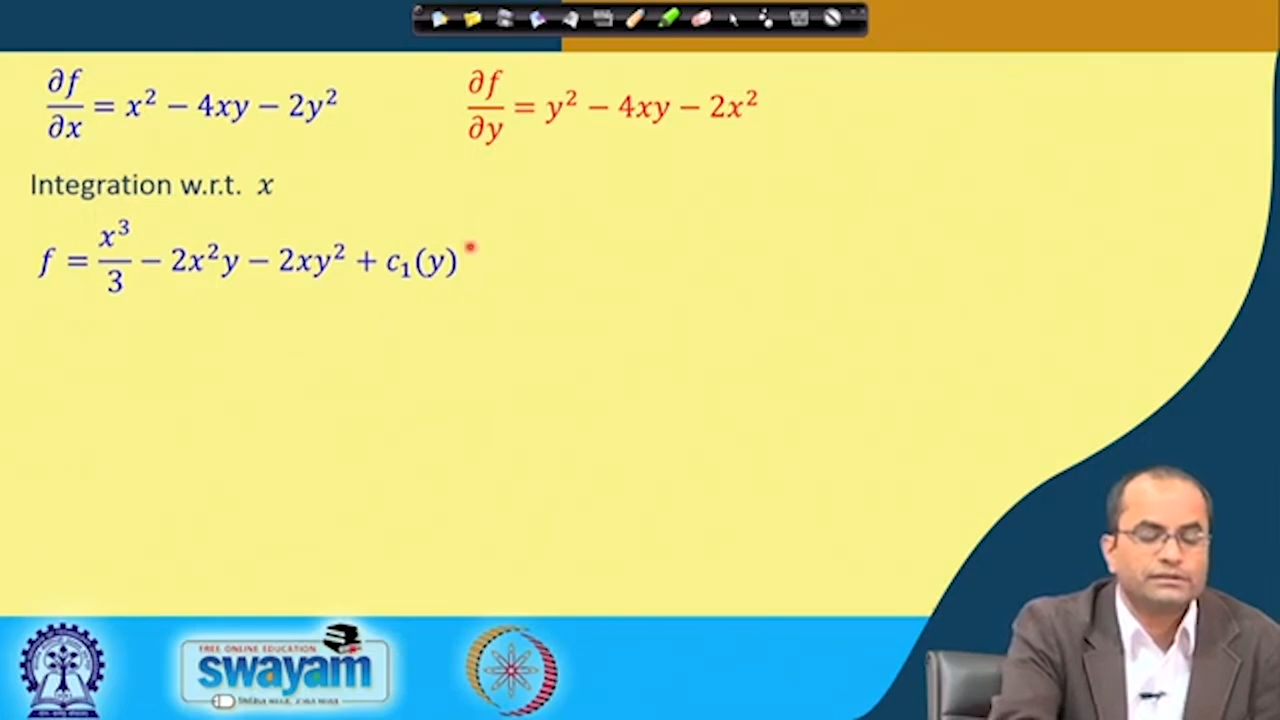 ∂f/∂x = x² − 4xy − 2y²
∂f/∂y = y² − 4xy − 2x²
Integration w.r.t. x
f = x³/3 − 2x²y − 2xy² + c₁(y)
FREE ONLINE EDUCATION
swayam